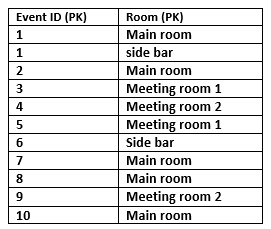 Event ID (PK) Room (PK)
1 Main room
1 side bar
2 Main room
3 Meeting room 1
4 Meeting room 2
5 Meeting room 1
6 Side bar
7 Main room
8 Main room
9 Meeting room 2
10 Main room